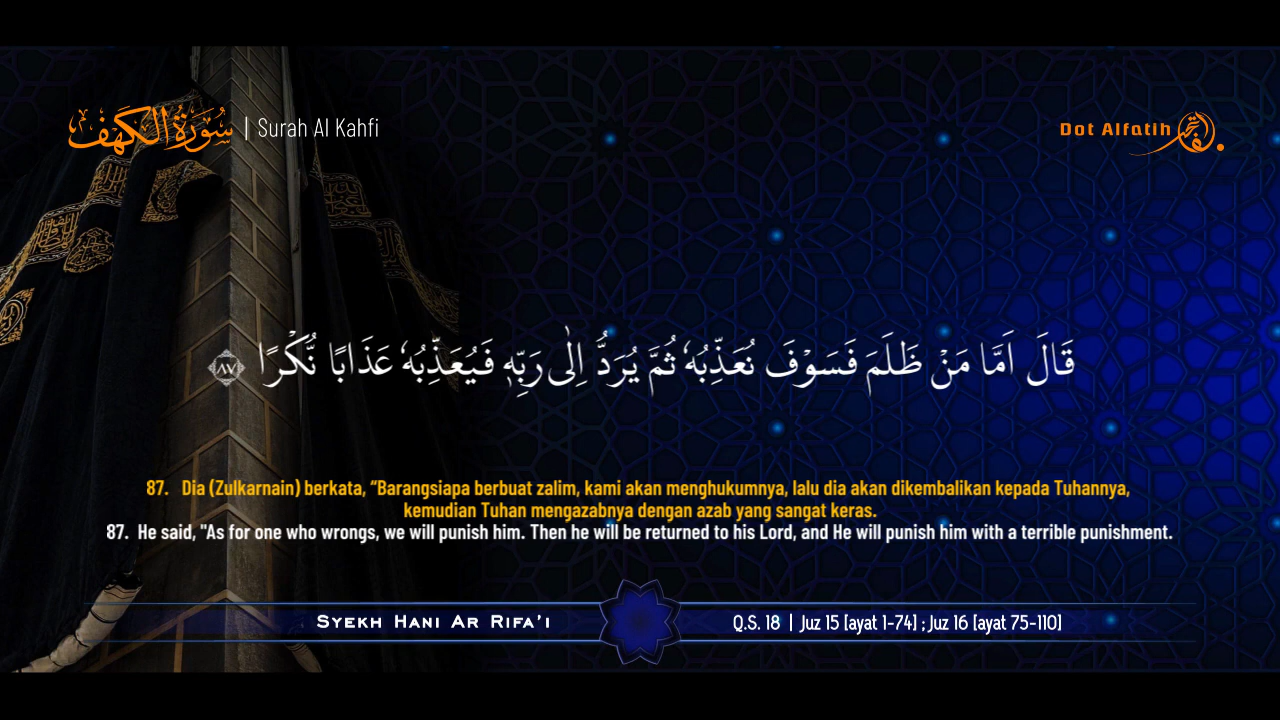 سُوْرَةُ الْكَهْف | Surah Al Kahfi
Dot Alfatih
قَالَ اَمَّا مَنْ ظَلَمَ فَسَوْفَ نُعَذِّبُهٗ ثُمَّ يُرَدُّ اِلٰى رَبِّهٖ فَيُعَذِّبُهٗ عَذَابًا نُّكْرًا ٨٧
87. Dia (Zulkarnain) berkata, “Barangsiapa berbuat zalim, kami akan menghukumnya, lalu dia akan dikembalikan kepada Tuhannya,
kemudian Tuhan mengazabnya dengan azab yang sangat keras.
87. He said, "As for one who wrongs, we will punish him. Then he will be returned to his Lord, and He will punish him with a terrible punishment.
Syekh Hani Ar Rifa'i
Q.S. 18 | Juz 15 [ayat 1-74] ; Juz 16 [ayat 75-110]